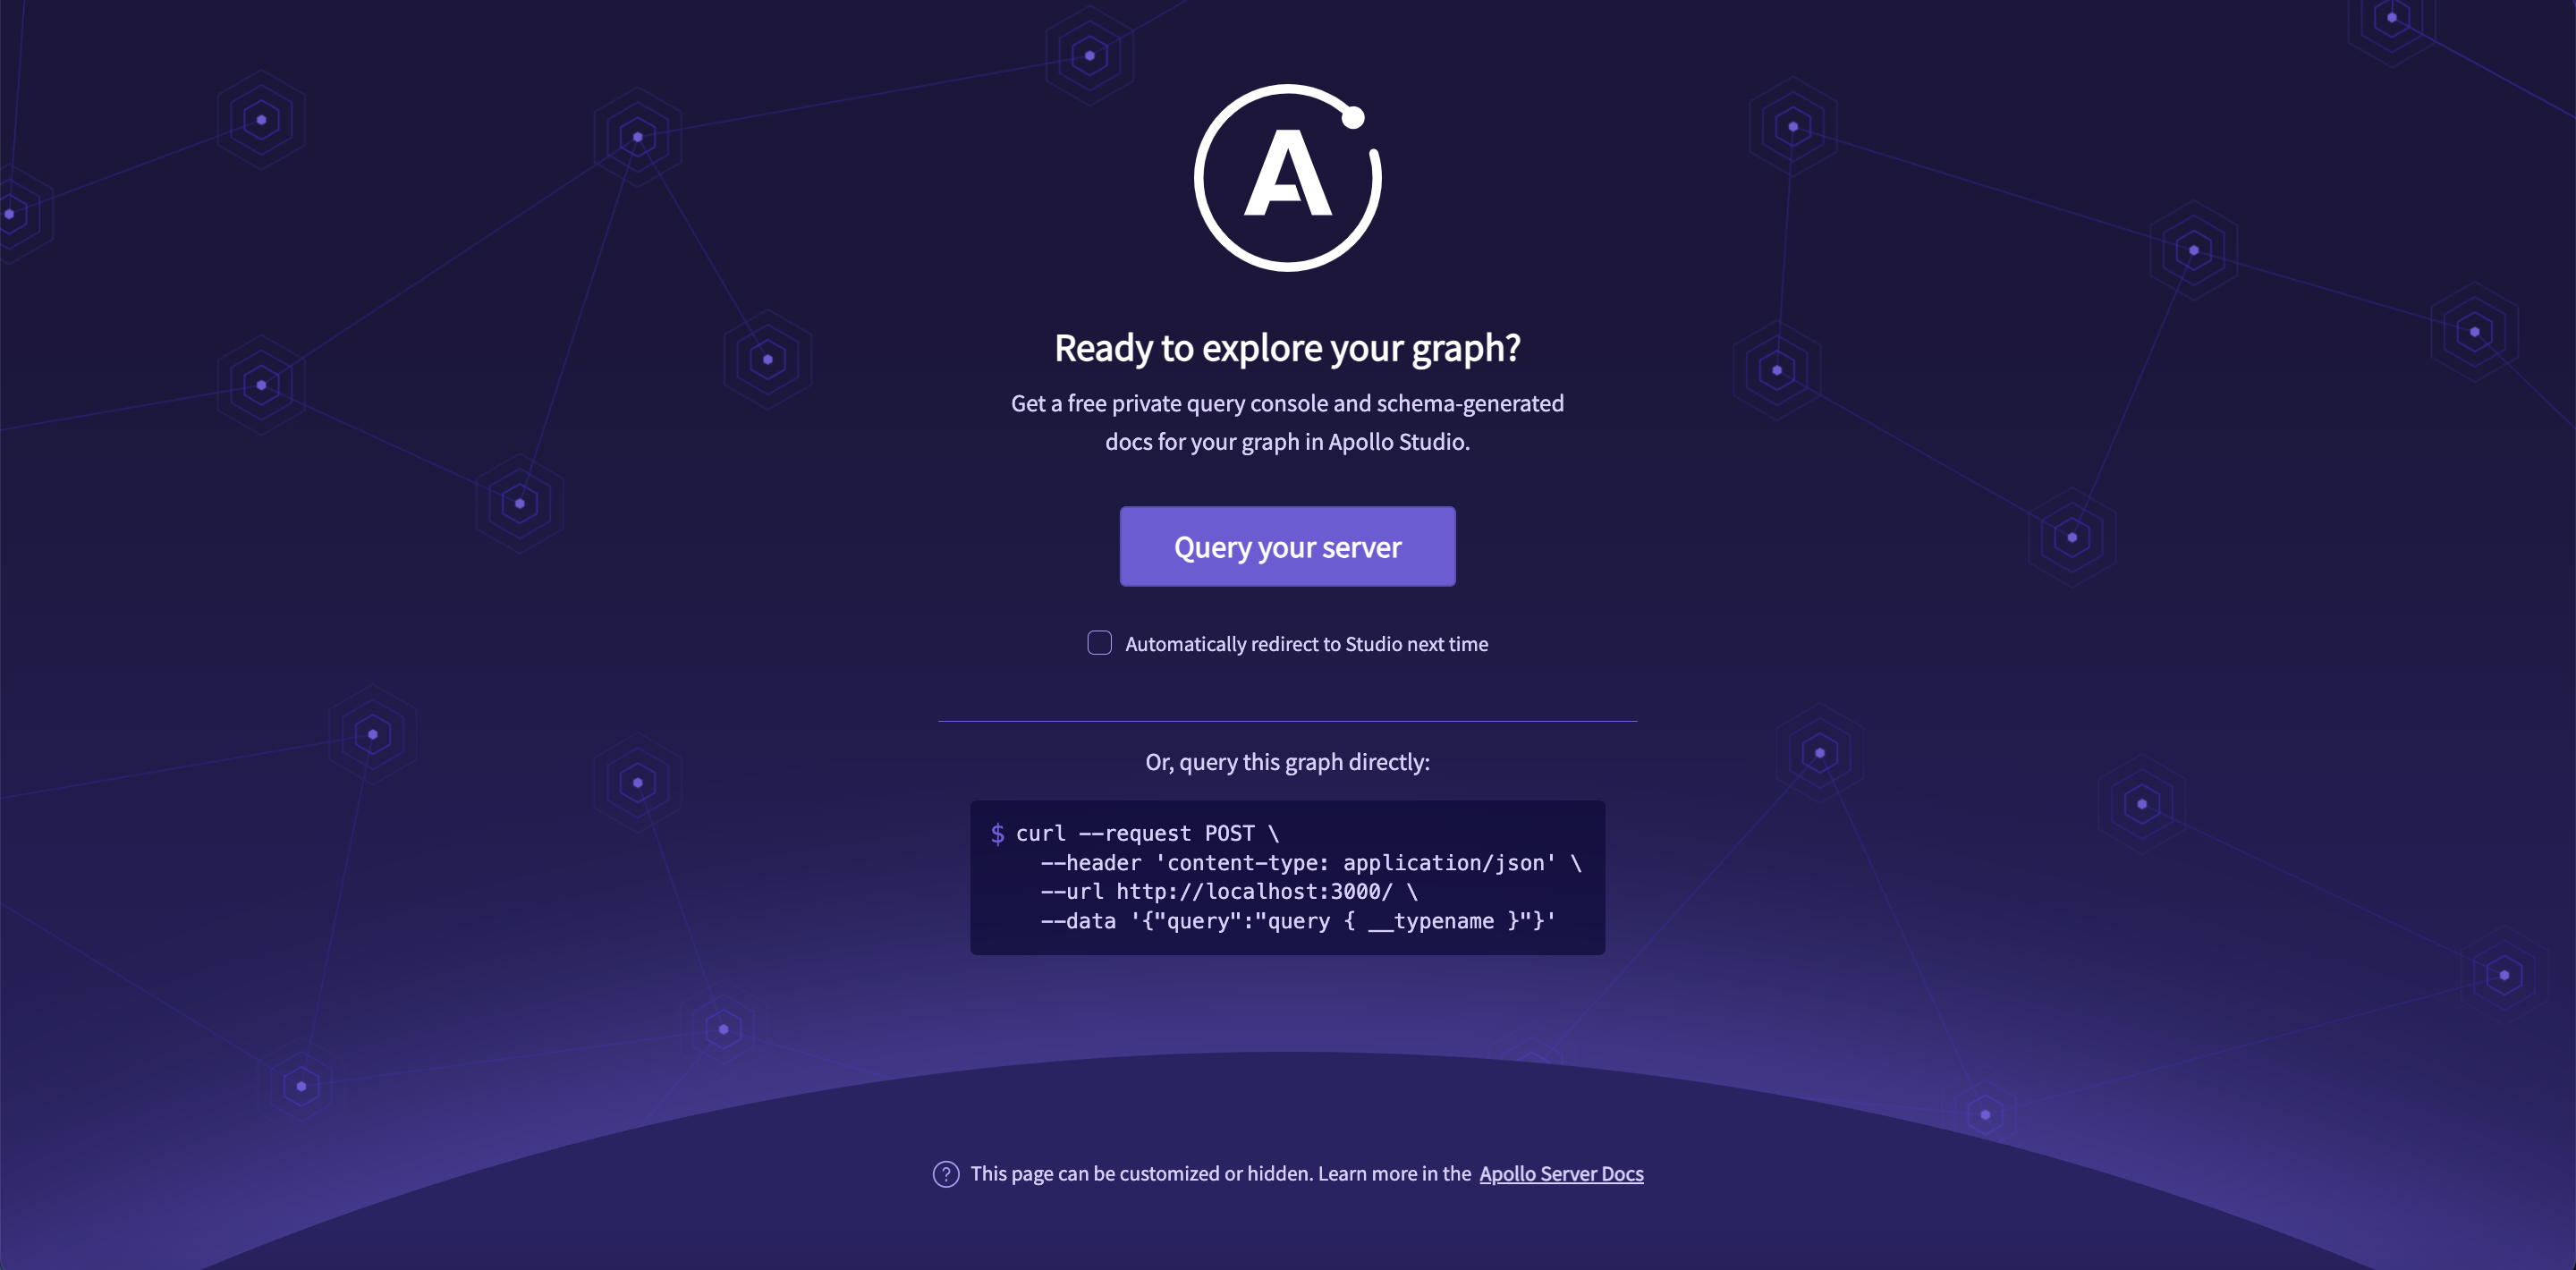 A
Ready to explore your graph?
Get a free private query console and schema-generated
docs for your graph in Apollo Studio.
Query your server
Automatically redirect to Studio next time
Or, query this graph directly:
$ curl --request POST \
--header 'content-type: application/json' \
--url http://localhost:3000/ \
--data '{"query":"query { __typename }"}'
? This page can be customized or hidden. Learn more in the Apollo Server Docs